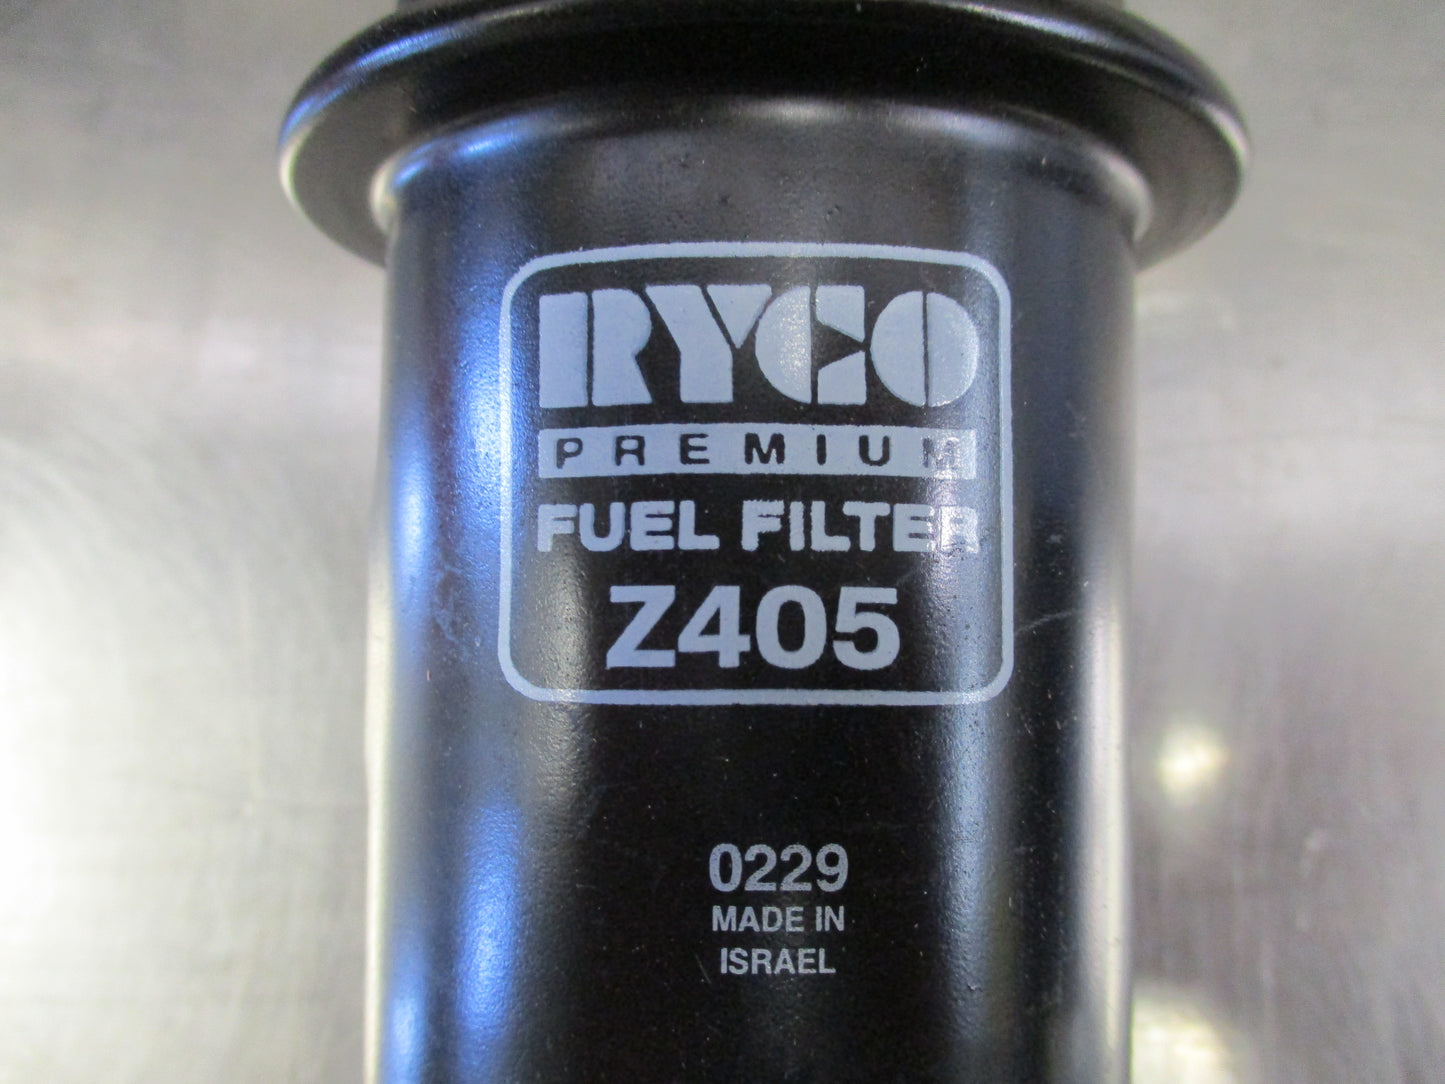 RYCO
PREMIUM
FUEL FILTER
Z405
0229
MADE IN
ISRAEL